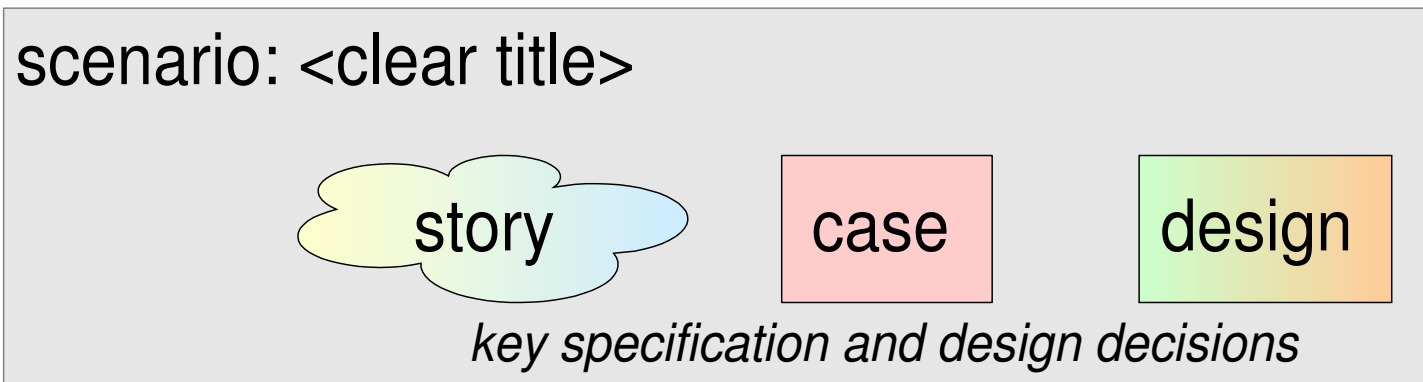 scenario: <clear title>
story case design
key specification and design decisions